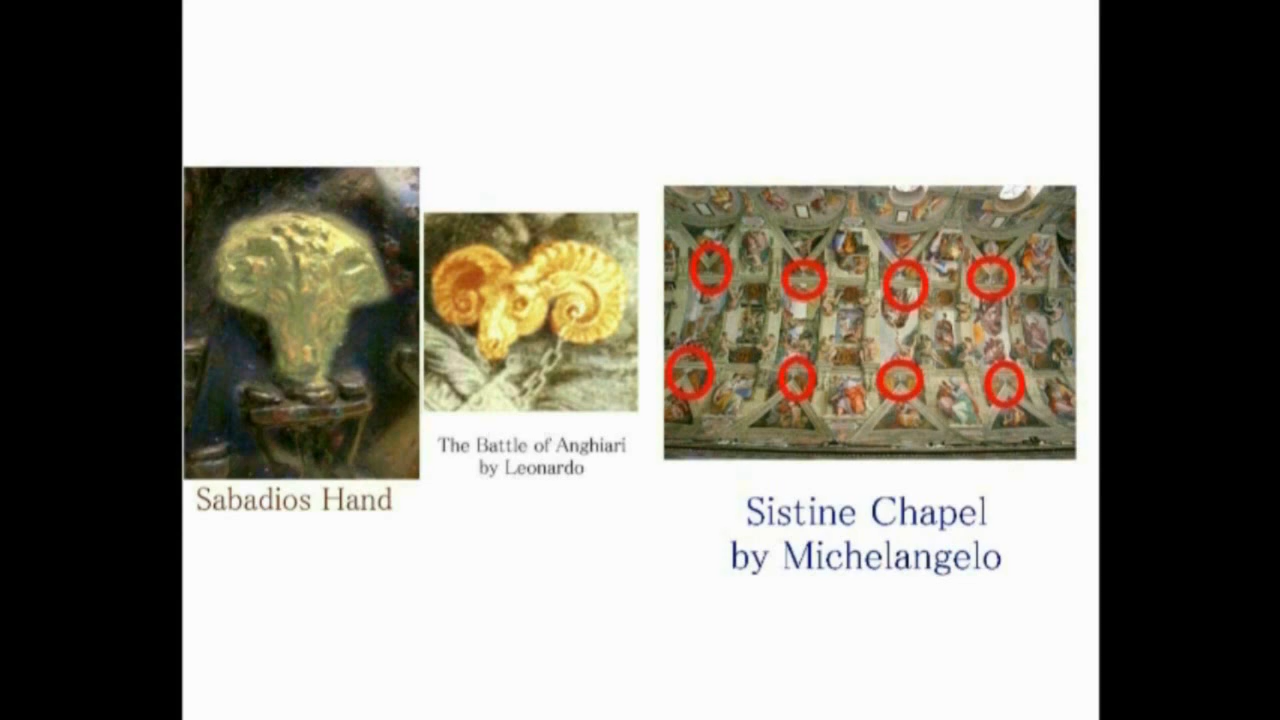 Sabadios Hand
The Battle of Anghiari
by Leonardo
Sistine Chapel
by Michelangelo